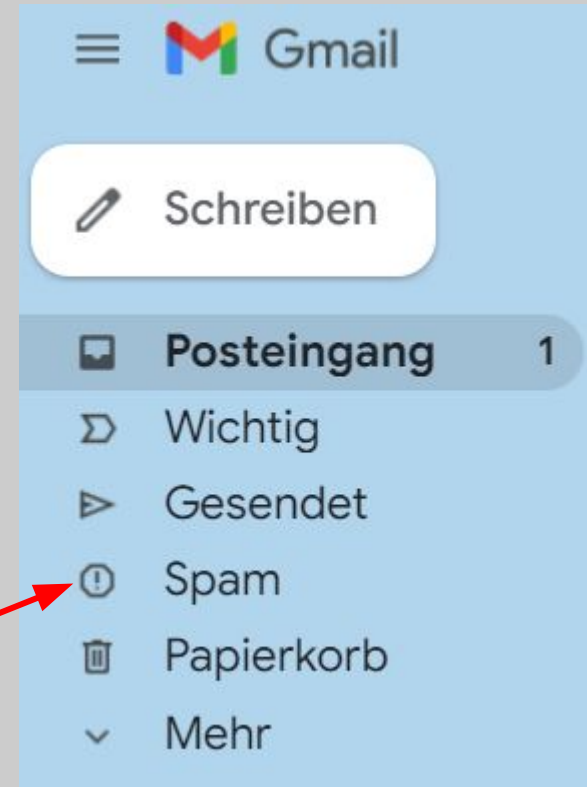 Gmail
Schreiben
Posteingang 1
Wichtig
Gesendet
Spam
Papierkorb
Mehr